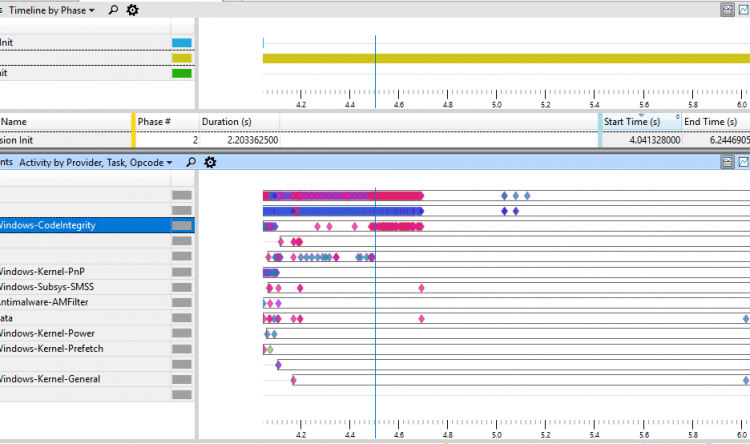 s Timeline by Phase
Init
it
4.2 4.4 4.6 4.8 5.0 5.2 5.4 5.6 5.8 6.0
Name Phase # Duration (s) Start Time (s) End Time (s)
sion Init 2 2.203362500 4.041328000 6.2446905
nts Activity by Provider, Task, Opcode
Windows-CodeIntegrity
Windows-Kernel-PnP
Windows-Subsys-SMSS
Antimalware-AMFilter
ata
Windows-Kernel-Power
Windows-Kernel-Prefetch
Windows-Kernel-General
4.2 4.4 4.6 4.8 5.0 5.2 5.4 5.6 5.8 6.0